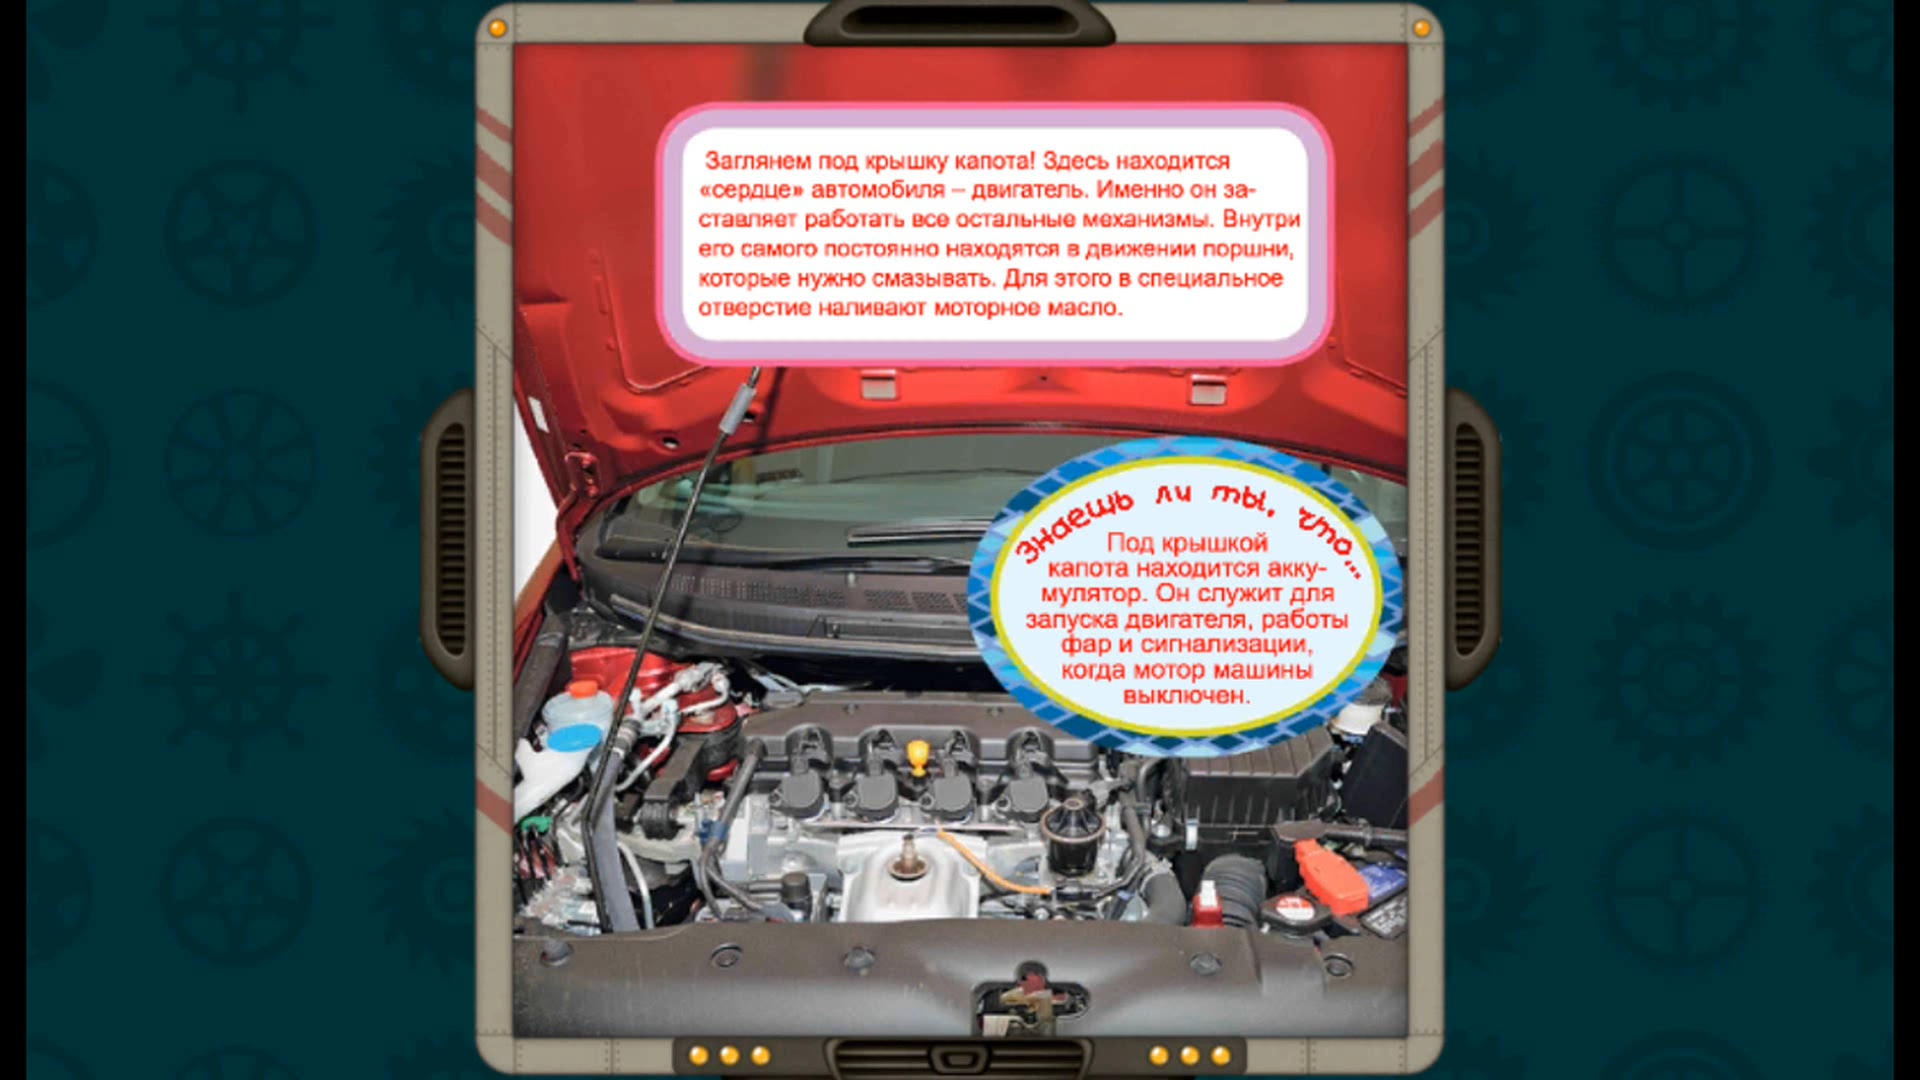 Заглянем под крышку капота! Здесь находится
«сердце» автомобиля – двигатель. Именно он за-
ставляет работать все остальные механизмы. Внутри
его самого постоянно находятся в движении поршни,
которые нужно смазывать. Для этого в специальное
отверстие наливают моторное масло.
Знаешь ли ты, что...
Под крышкой
капота находится акку-
мулятор. Он служит для
запуска двигателя, работы
фар и сигнализации,
когда мотор машины
выключен.